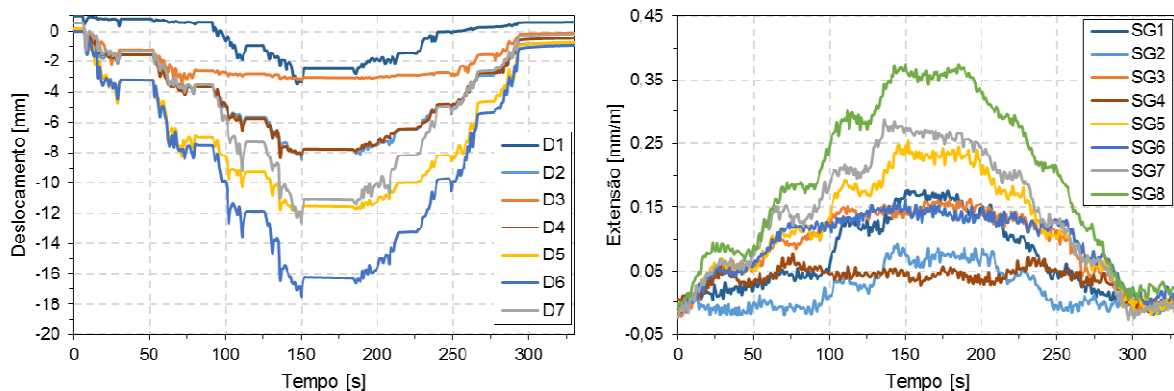 0
-2
-4
-6
-8
-10
-12
-14
-16
-18
-20
0
50
100
150
200
250
300
Deslocamento [mm]
Tempo [s]
D1
D2
D3
D4
D5
D6
D7
0.45
0.35
0.25
0.15
0.05
-0,05
0
50
100
150
200
250
300
Extensão [mm/m]
Tempo [s]
SG1
SG2
SG3
SG4
SG5
SG6
SG7
SG8